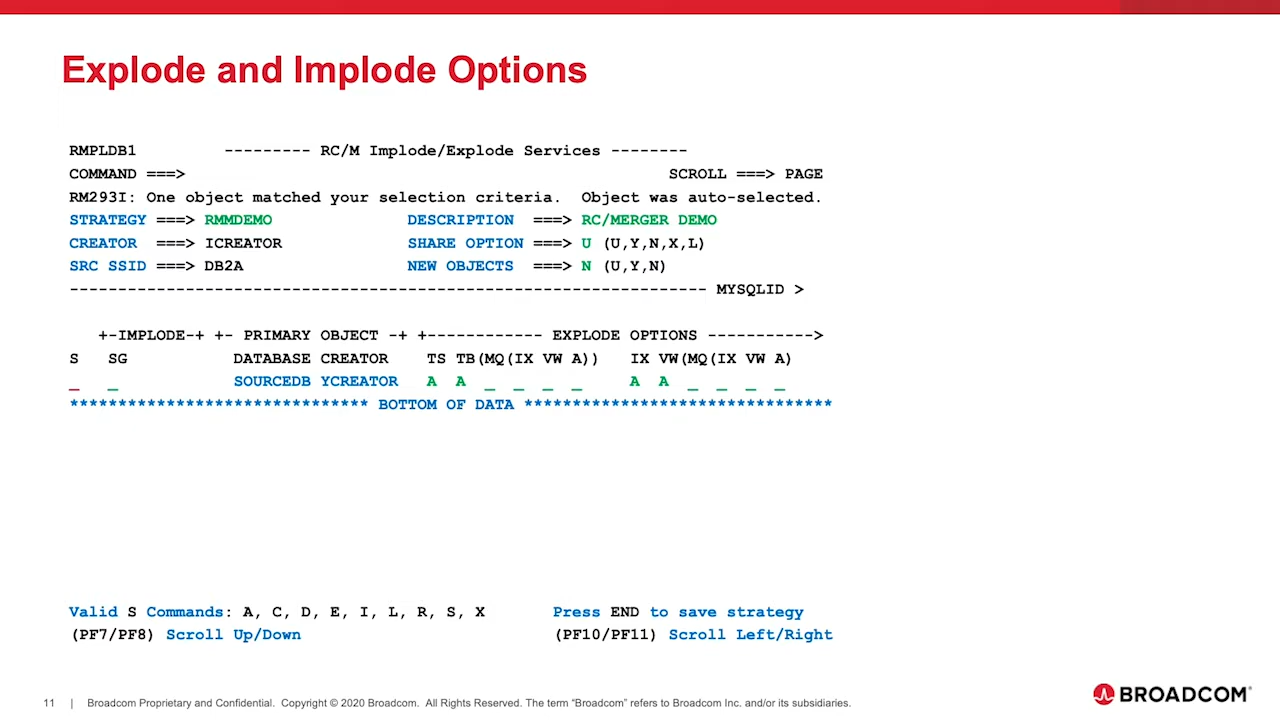 Explode and Implode Options
RMPLDB1 --------- RC/M Implode/Explode Services --------
COMMAND ===> SCROLL ===> PAGE
RM293I: One object matched your selection criteria. Object was auto-selected.
STRATEGY ===> RMMDEMO DESCRIPTION ===> RC/MERGER DEMO
CREATOR ===> ICREATOR SHARE OPTION ===> U (U,Y,N,X,L)
SRC SSID ===> DB2A NEW OBJECTS ===> N (U,Y,N)
------------------------------------------------------------------ MYSQLID >
+-IMPLODE-+ +- PRIMARY OBJECT -+ +------------ EXPLODE OPTIONS ----------->
S SG DATABASE CREATOR TS TB(MQ(IX VW A)) IX VW(MQ(IX VW A)
_ _ SOURCEDB YCREATOR A A _ _ _ _ A A _ _ _ _
******************************* BOTTOM OF DATA ********************************
Valid S Commands: A, C, D, E, I, L, R, S, X Press END to save strategy
(PF7/PF8) Scroll Up/Down (PF10/PF11) Scroll Left/Right
11 | Broadcom Proprietary and Confidential. Copyright © 2020 Broadcom. All Rights Reserved. The term “Broadcom” refers to Broadcom Inc. and/or its subsidiaries.
BROADCOM®